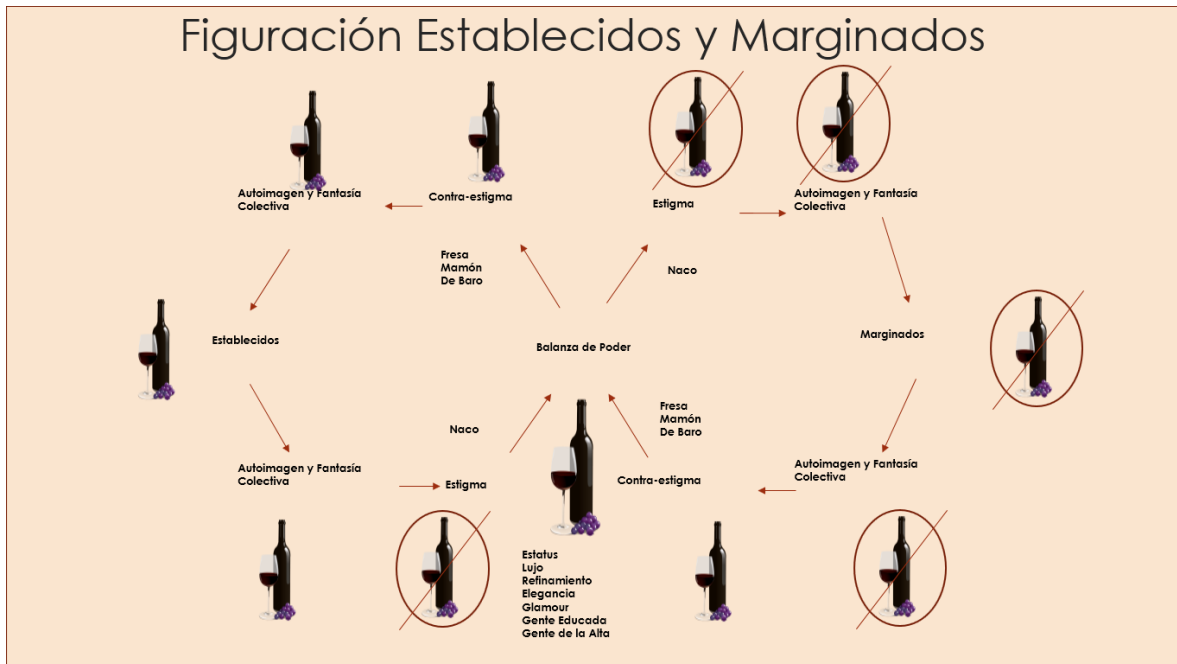 Figuración Establecidos y Marginados
Autoimagen y Fantasía
Colectiva
Contra-estigma
Estigma
Autoimagen y Fantasía
Colectiva
Fresa
Mamón
De Baro
Naco
Establecidos
Balanza de Poder
Marginados
Naco
Fresa
Mamón
De Baro
Autoimagen y Fantasía
Colectiva
Estigma
Contra-estigma
Autoimagen y Fantasía
Colectiva
Estatus
Lujo
Refinamiento
Elegancia
Glamour
Gente Educada
Gente de la Alta